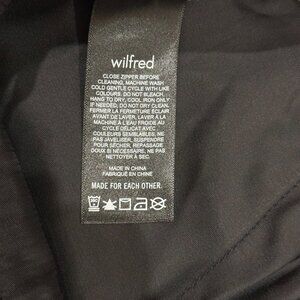 wilfred
CLOSE ZIPPER BEFORE
CLEANING, MACHINE WASH
COLD GENTLE CYCLE WITH LIKE
COLOURS. DO NOT BLEACH.
HANG TO DRY, COOL IRON ONLY
IF NEEDED, DO NOT DRY CLEAN.
FERMER LA FERMETURE ÉCLAIR
AVANT DE LAVER, LAVER À LA
MACHINE À L'EAU FROIDE AU
CYCLE DÉLICAT AVEC
COULEURS SEMBLABLES. NE
PAS JAVELISER, SUSPENDRE
POUR SÉCHER, REPASSAGE
DOUX SI NÉCESSAIRE. NE PAS
NETTOYER À SEC.
MADE IN CHINA
FABRIQUÉ EN CHINE
MADE FOR EACH OTHER.